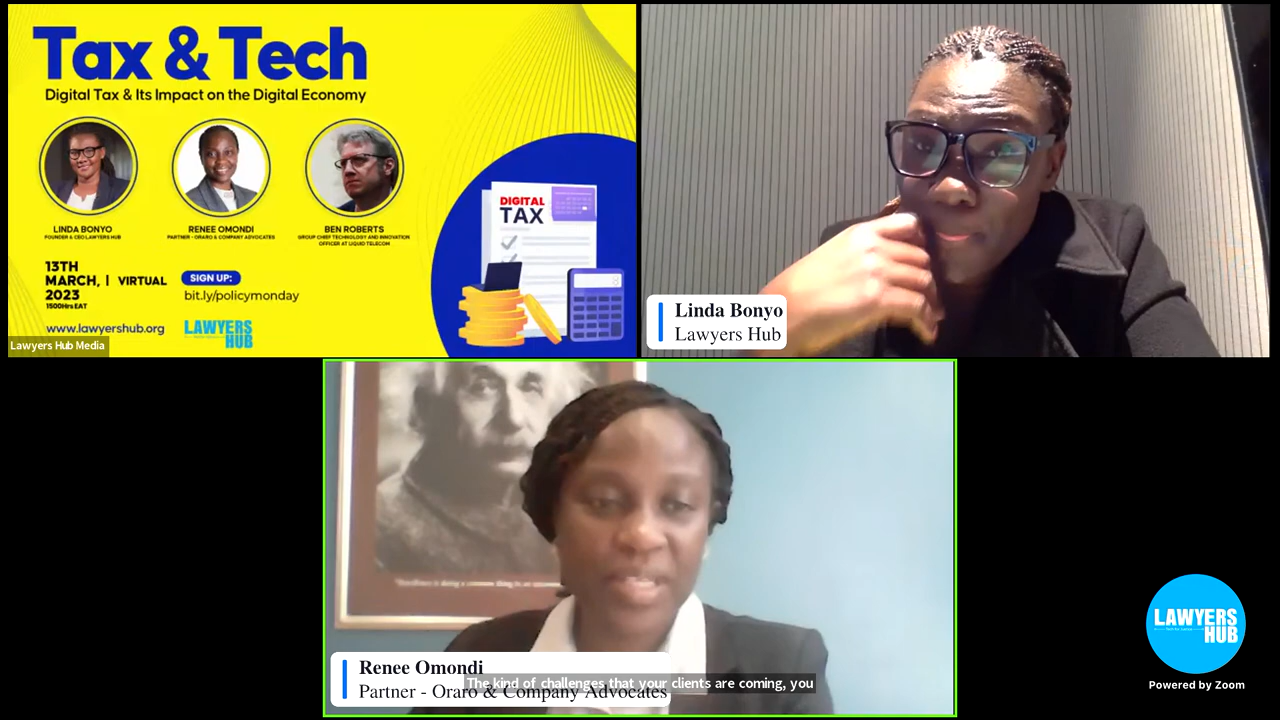 Tax & Tech
Digital Tax & Its Impact on the Digital Economy
LINDA BONYO
FOUNDER & CEO LAWYERS HUB
RENEE OMONDI
PARTNER - ORARO & COMPANY ADVOCATES
BEN ROBERTS
GROUP CHIEF TECHNOLOGY AND INNOVATION
OFFICER AT LIQUID TELECOM
13TH
MARCH, | VIRTUAL
2023
1500Hrs EAT
SIGN UP:
bit.ly/policymonday
www.lawyershub.org
LAWYERS
HUB
DIGITAL
TAX
Lawyers Hub Media
Linda Bonyo
Lawyers Hub
Renee Omondi
Partner - Oraro & Company Advocates
The kind of challenges that your clients are coming, you
LAWYERS
HUB
Powered by Zoom